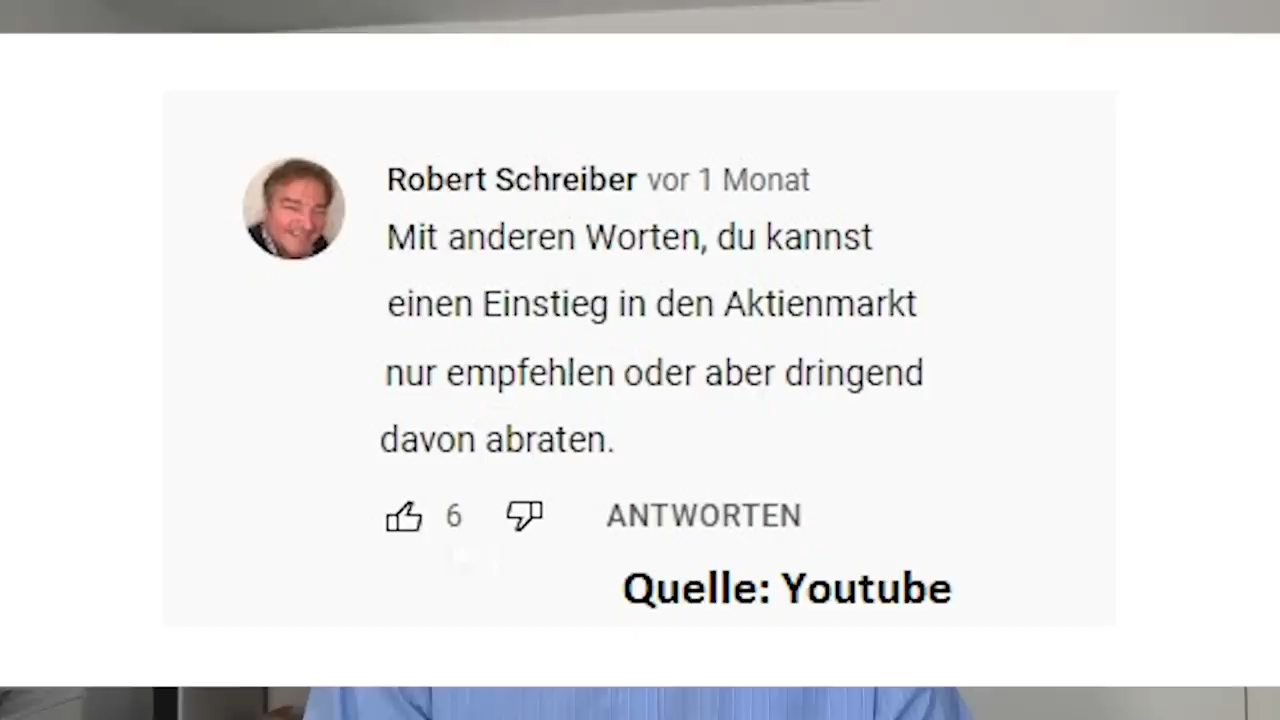 Robert Schreiber vor 1 Monat
Mit anderen Worten, du kannst
einen Einstieg in den Aktienmarkt
nur empfehlen oder aber dringend
davon abraten.
6 ANTWORTEN
Quelle: Youtube